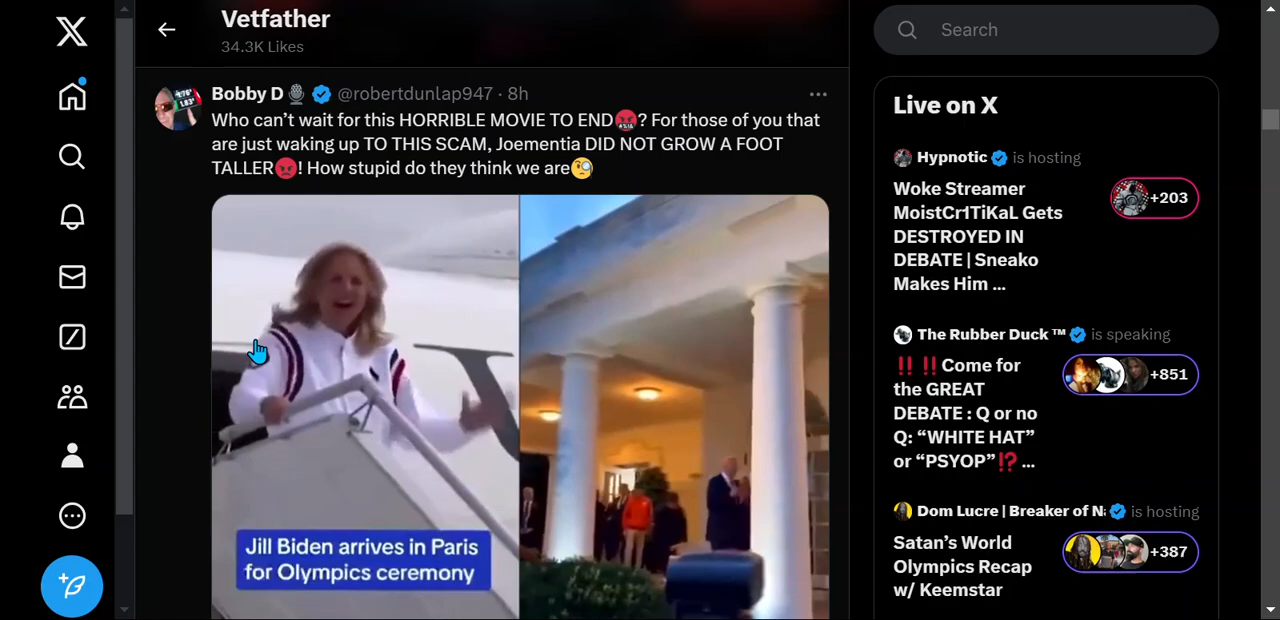 Vetfather
34.3K Likes
Bobby D @robertdunlap947 · 8h
Who can’t wait for this HORRIBLE MOVIE TO END🤬? For those of you that
are just waking up TO THIS SCAM, Joementia DID NOT GROW A FOOT
TALLER😡! How stupid do they think we are🧐
Jill Biden arrives in Paris
for Olympics ceremony
Search
Live on X
Hypnotic is hosting
Woke Streamer
MoistCr1TiKaL Gets
DESTROYED IN
DEBATE | Sneako
Makes Him ...
+203
The Rubber Duck ™ is speaking
‼️ ‼️Come for
the GREAT
DEBATE : Q or no
Q: “WHITE HAT”
or “PSYOP”⁉️ ...
+851
Dom Lucre | Breaker of is hosting
Satan’s World
Olympics Recap
w/ Keemstar
+387